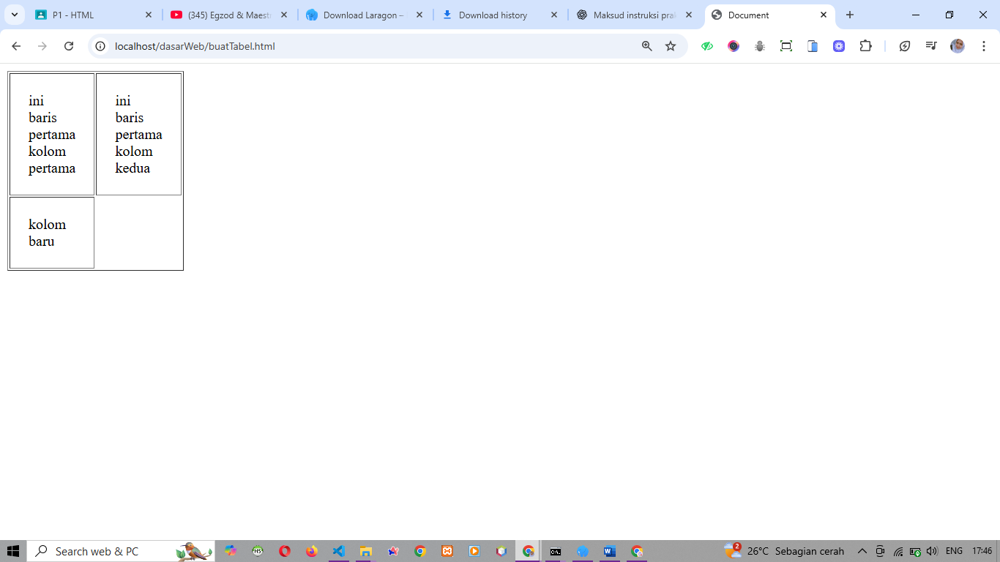 P1 - HTML
(345) Egzod & Maest
Download Laragon –
Download history
Maksud instruksi pra
Document
localhost/dasarWeb/buatTabel.html
ini
baris
pertama
kolom
pertama
ini
baris
pertama
kolom
kedua
kolom
baru
Search web & PC
HS
C:\.
W
2
26°C Sebagian cerah
ENG
17:46